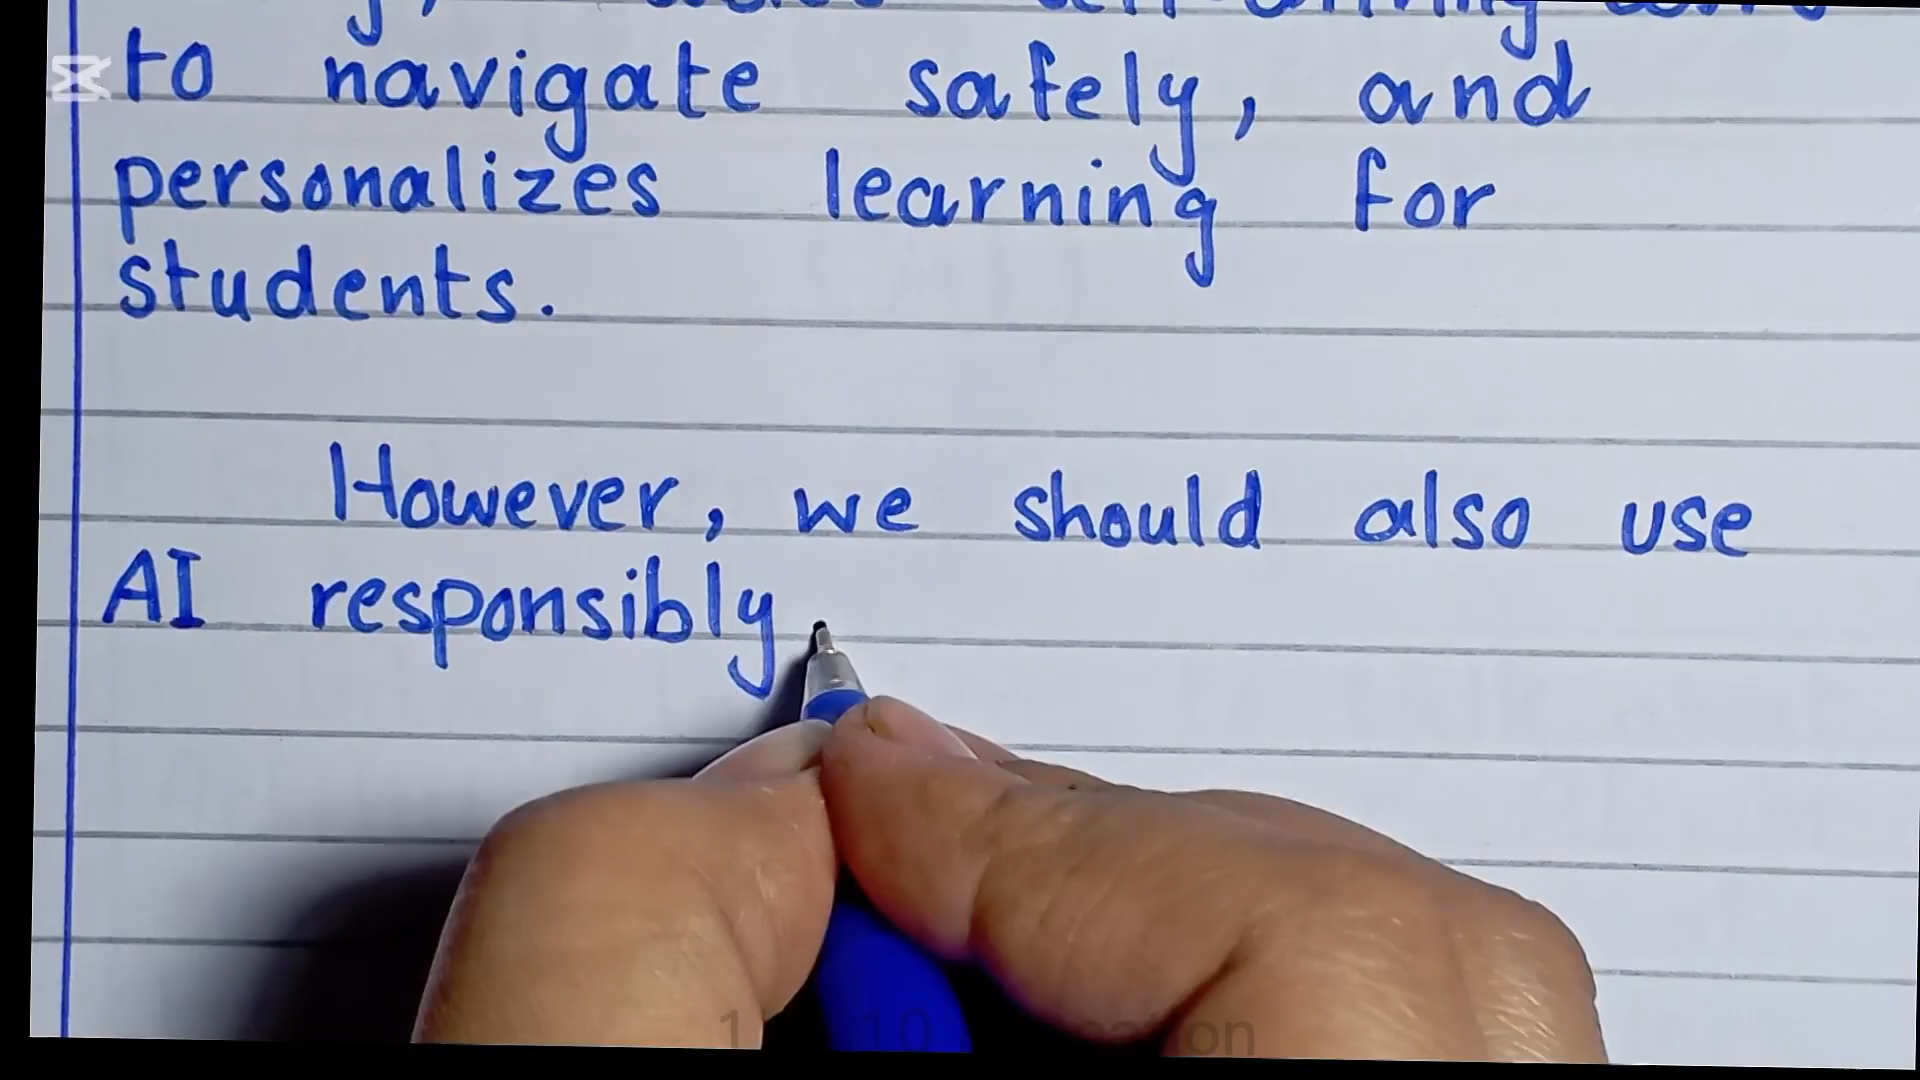 to navigate safely, and
personalizes learning for
students.
However, we should also use
AI responsibly